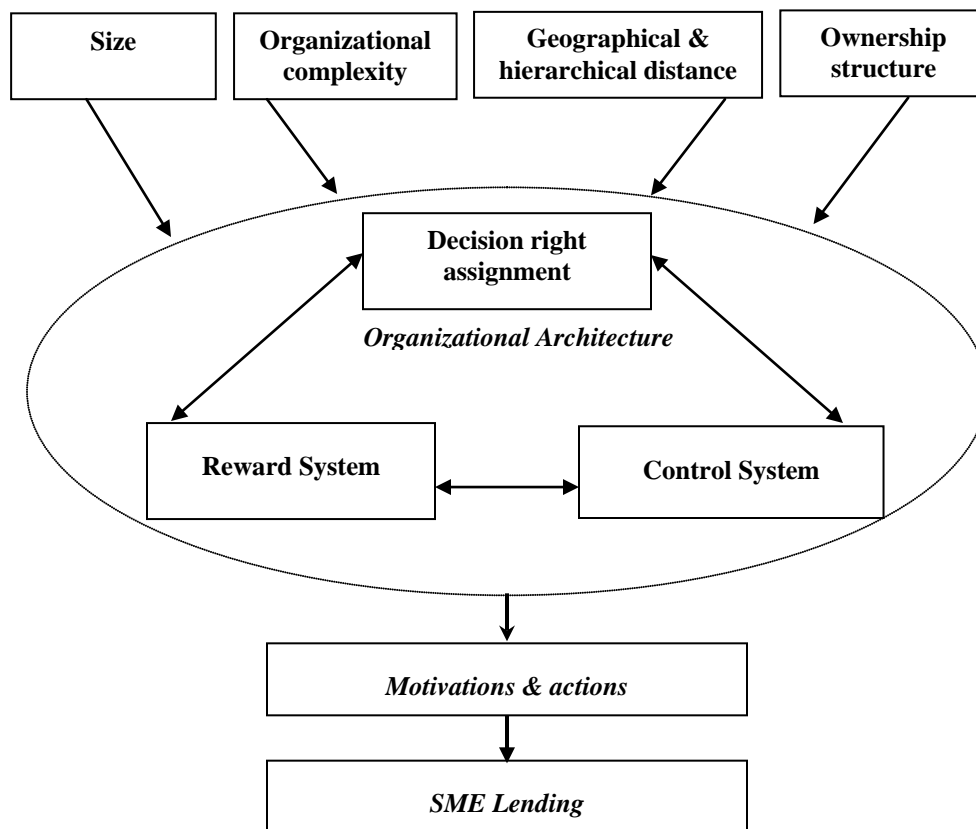 Size
Organizational
complexity
Geographical &
hierarchical distance
Ownership
structure
Decision right
assignment
Organizational Architecture
Reward System
Control System
Motivations & actions
SME Lending